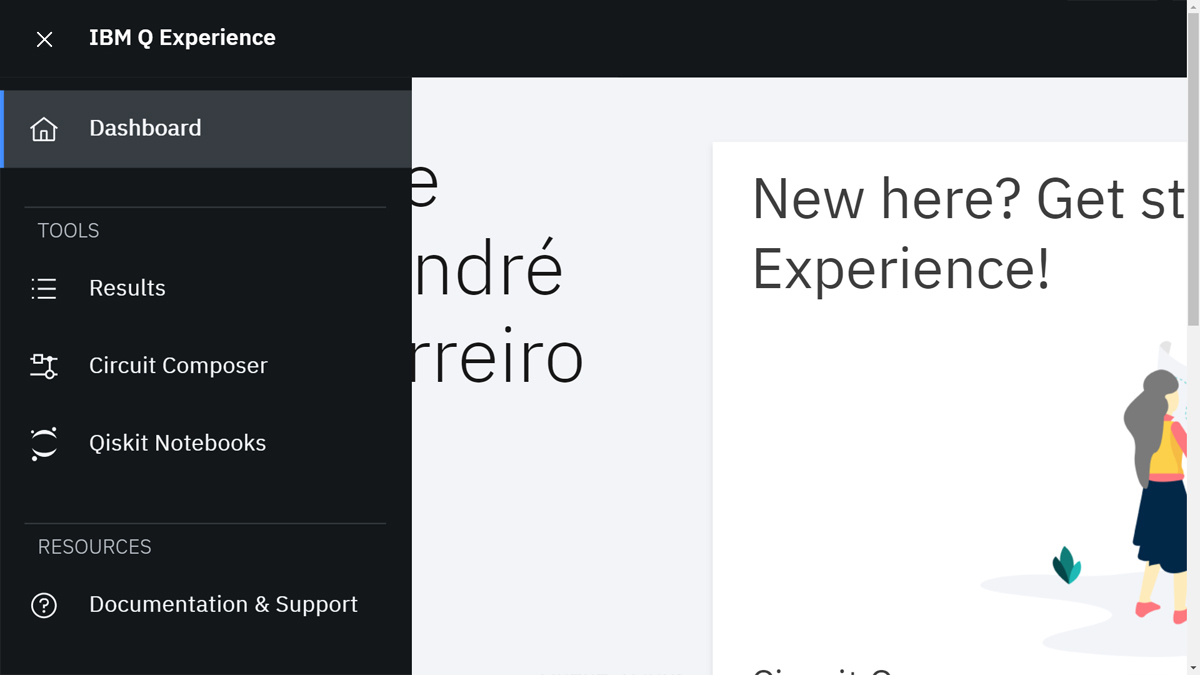 IBM Q Experience
Dashboard
TOOLS
Results
Circuit Composer
Qiskit Notebooks
RESOURCES
Documentation & Support
e
ndré
rreiro
New here? Get st
Experience!